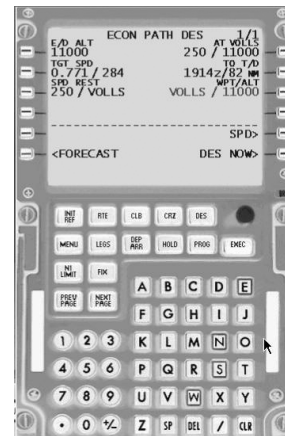 ECON PATH DES 1/1
E/D ALT AT VOLLS
11000 250 / 11000
TGT SPD TO T/D
0.771 / 284 1914z/82 NM
SPD REST WPT/ALT
250 / VOLLS VOLLS / 11000
SPD>
<FORECAST DES NOW>
INIT REF RTE CLB CRZ DES
MENU LEGS DEP ARR HOLD PROG EXEC
N1 LIMIT FIX
PREV PAGE NEXT PAGE
A B C D E
F G H I J
1 2 3 K L M N O
4 5 6 P Q R S T
7 8 9 U V W X Y
. 0 +/- Z SP DEL / CLR